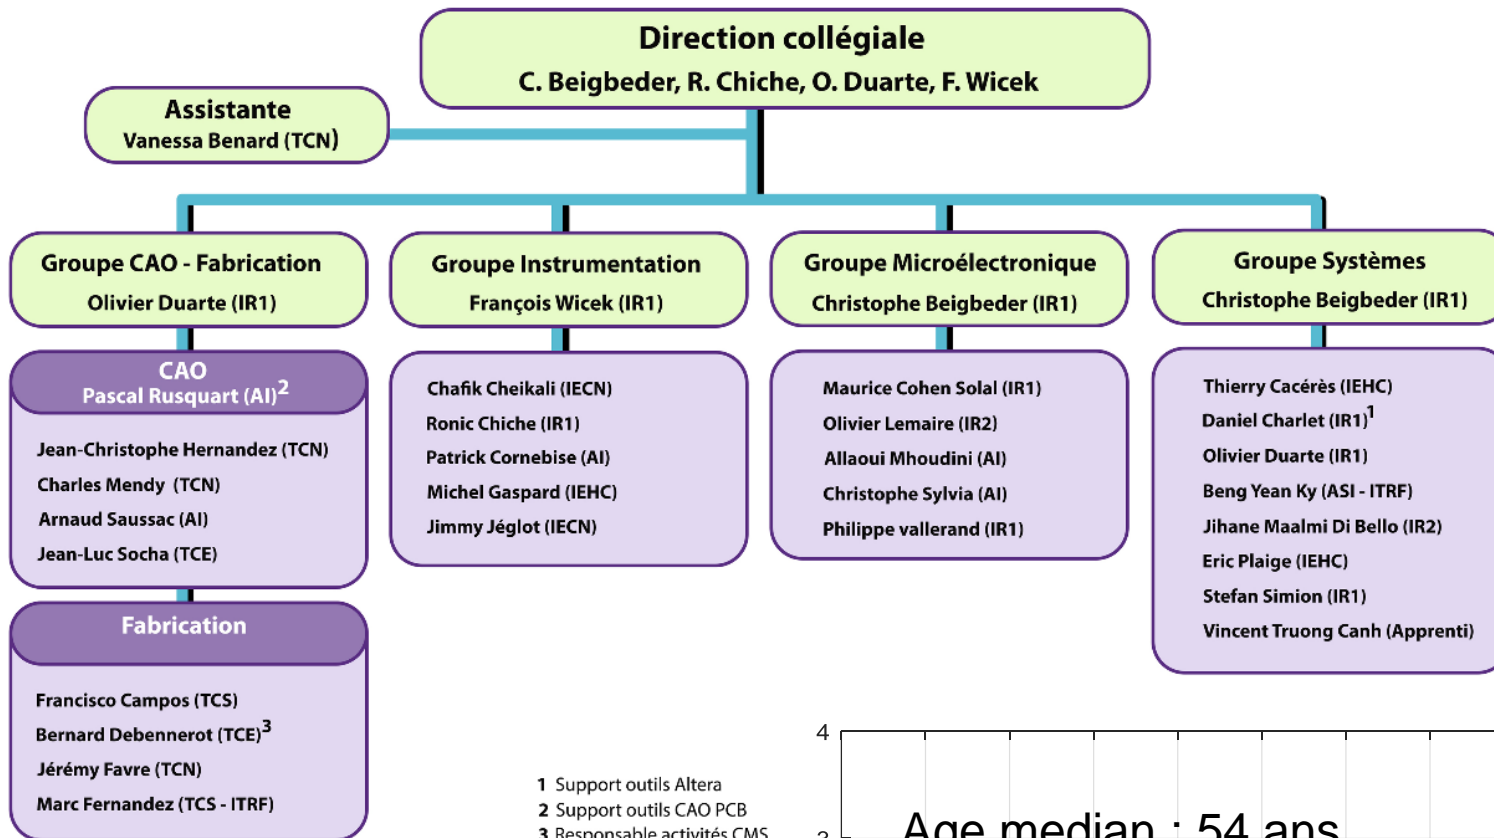 Direction collégiale
C. Beigbeder, R. Chiche, O. Duarte, F. Wicek
Assistante
Vanessa Benard (TCN)
Groupe CAO - Fabrication
Olivier Duarte (IR1)
Groupe Instrumentation
François Wicek (IR1)
Groupe Microélectronique
Christophe Beigbeder (IR1)
Groupe Systèmes
Christophe Beigbeder (IR1)
CAO
Pascal Rusquart (AI)2
Jean-Christophe Hernandez (TCN)
Charles Mendy (TCN)
Arnaud Saussac (AI)
Jean-Luc Socha (TCE)
Fabrication
Francisco Campos (TCS)
Bernard Debennerot (TCE)3
Jérémy Favre (TCN)
Marc Fernandez (TCS - ITRF)
Chafik Cheikali (IECN)
Ronic Chiche (IR1)
Patrick Cornebise (AI)
Michel Gaspard (IEHC)
Jimmy Jéglot (IECN)
Maurice Cohen Solal (IR1)
Olivier Lemaire (IR2)
Allaoui Mhoudini (AI)
Christophe Sylvia (AI)
Philippe vallerand (IR1)
Thierry Cacérès (IEHC)
Daniel Charlet (IR1)1
Olivier Duarte (IR1)
Beng Yean Ky (ASI - ITRF)
Jihane Maalmi Di Bello (IR2)
Eric Plaige (IEHC)
Stefan Simion (IR1)
Vincent Truong Canh (Apprenti)
1 Support outils Altera
2 Support outils CAO PCB
3 Responsable activités CMS
4
3
Age median : 54 ans